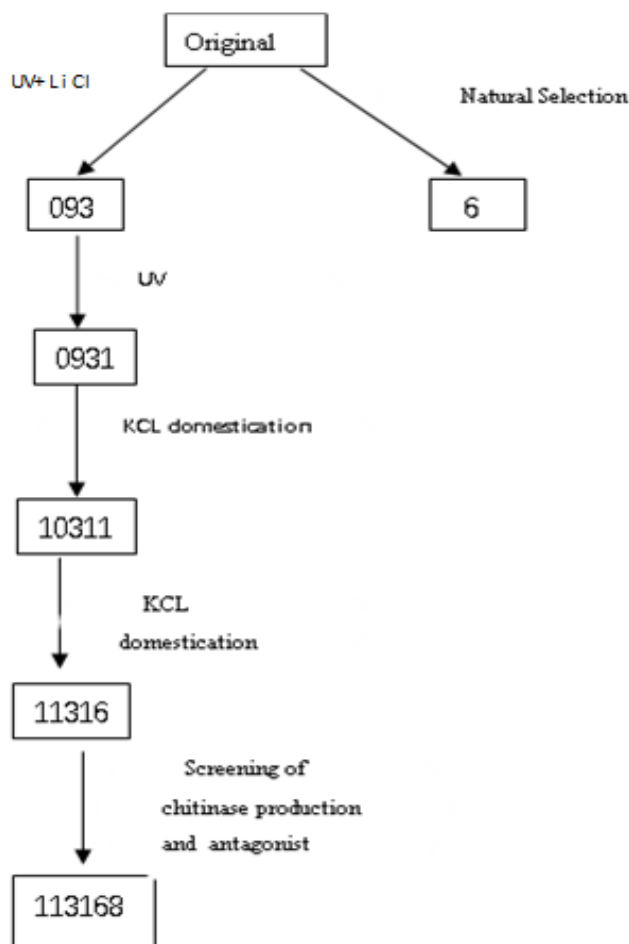 Original
UV+ Li Cl
Natural Selection
093
6
UV
0931
KCL domestication
10311
KCL
domestication
11316
Screening of
chitinase production
and antagonist
113168